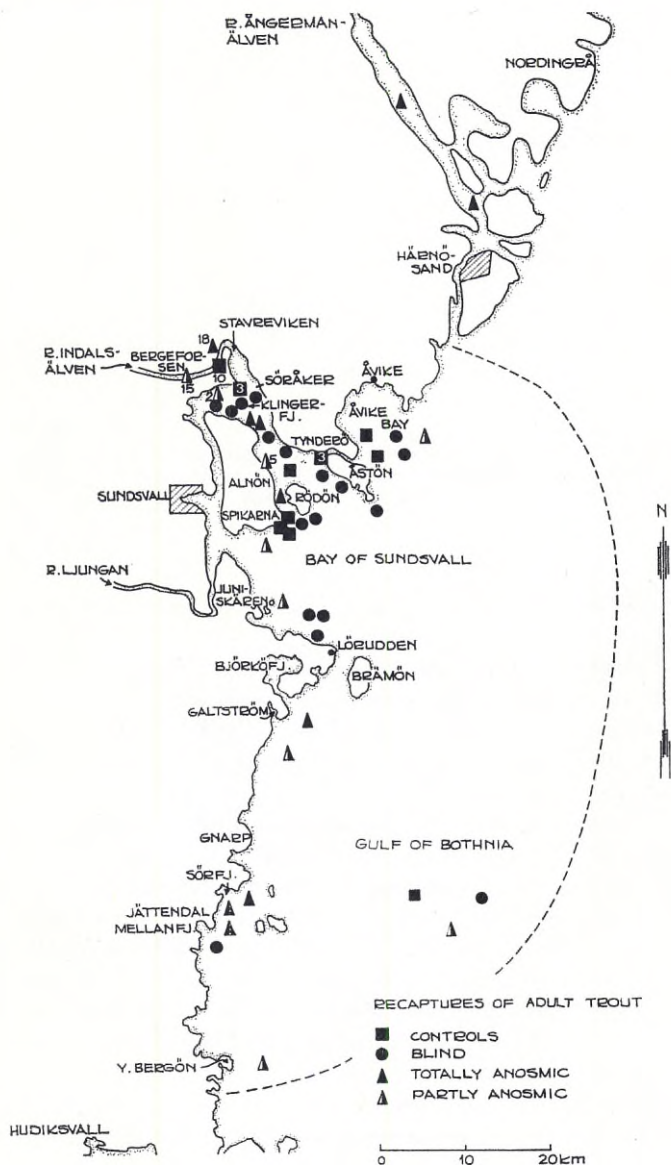 R. ÅNGERMAN-
ÄLVEN
NORDINGRÅ
HÄRNÖ-
SAND
STAVREVIKEN
18
R. INDALS-
ÄLVEN
BERGEFOR-
SEN
10
15
SÖRÅKER
3
2
KLINGER-
FJ.
ÅVIKE
ÅVIKE
BAY
TYNDERÖ
3
5
ÅSTÖN
ALNÖN
RÖDÖN
SUNDSVALL
SPIKARNA
N
BAY OF SUNDSVALL
R. LJUNGAN
JUNI-
SKÄREN
LÖRUDDEN
BJÖRKÖFJ.
BRÄMÖN
GALTSTRÖM
GNARP
GULF OF BOTHNIA
SÖRFJ.
JÄTTENDAL
MELLANFJ.
RECAPTURES OF ADULT TROUT
CONTROLS
BLIND
TOTALLY ANOSMIC
PARTLY ANOSMIC
Y. BERGÖN
HUDIKSVALL
0 10 20km